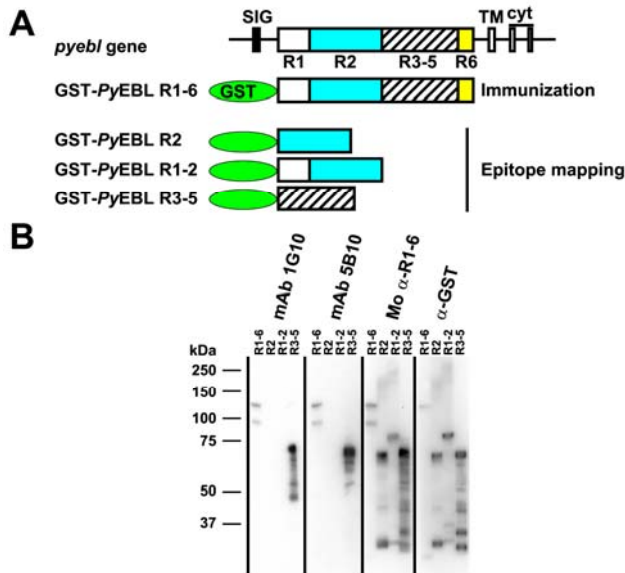 A
SIG
TM cyt
pyebl gene
R1 R2 R3-5 R6
GST-PyEBL R1-6 GST Immunization
GST-PyEBL R2
GST-PyEBL R1-2 Epitope mapping
GST-PyEBL R3-5
B
mAb 1G10 mAb 5B10 Mo α-R1-6 α-GST
kDa R1-6 R2 R1-2 R3-5 R1-6 R2 R1-2 R3-5 R1-6 R2 R1-2 R3-5 R1-6 R2 R1-2 R3-5
250
150
100
75
50
37